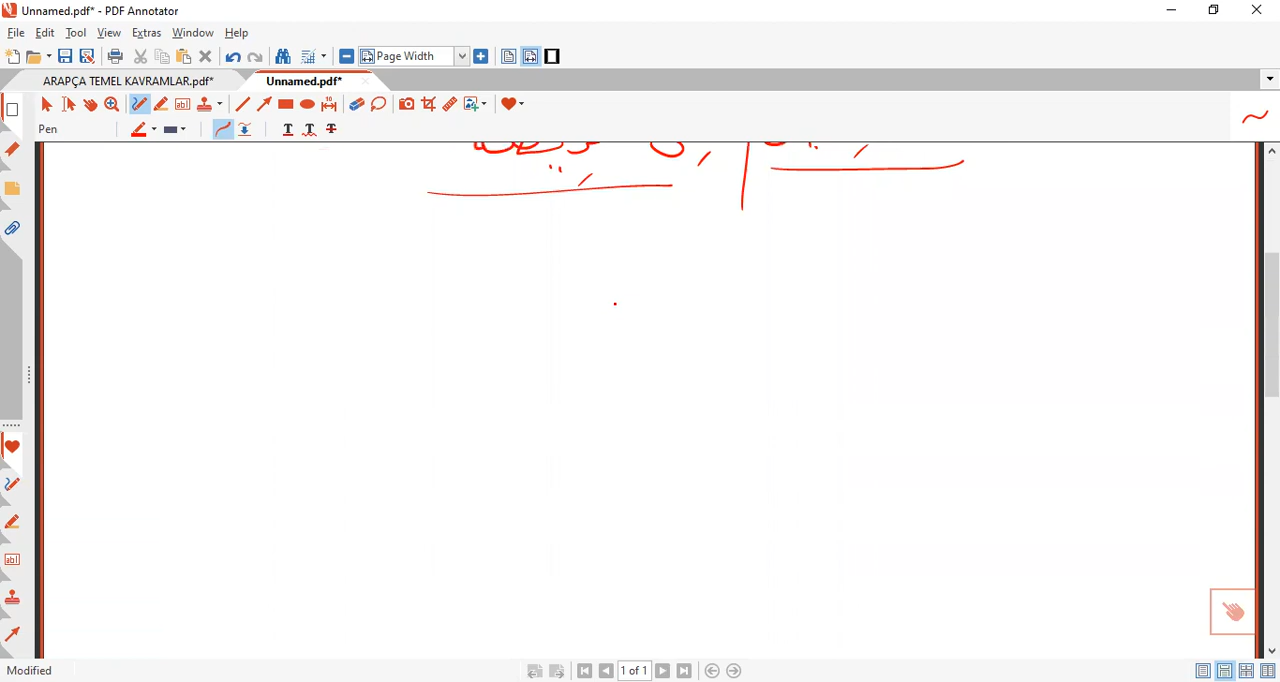 Unnamed.pdf* - PDF Annotator
File Edit Tool View Extras Window Help
Page Width
ARAPÇA TEMEL KAVRAMLAR.pdf* Unnamed.pdf*
Pen
Modified
1 of 1